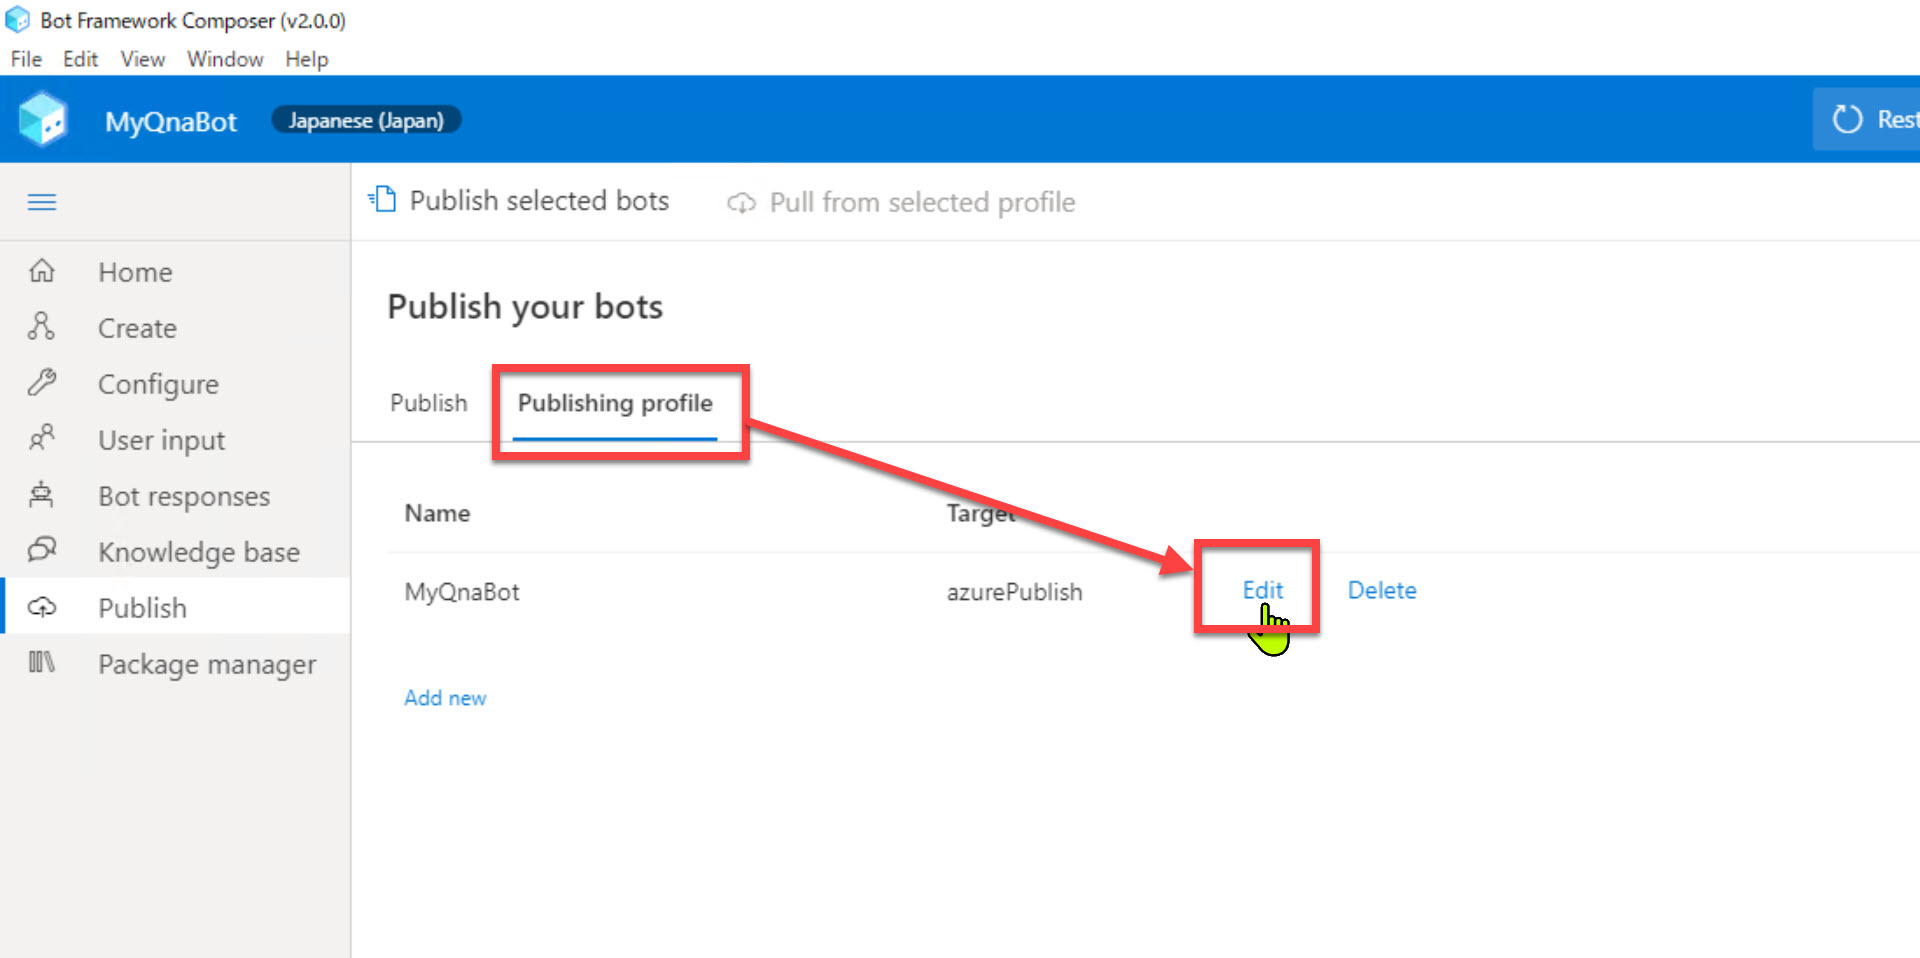 Bot Framework Composer (v2.0.0)
File Edit View Window Help
MyQnaBot Japanese (Japan)
Publish selected bots Pull from selected profile
Home
Create
Configure
User input
Bot responses
Knowledge base
Publish
Package manager
Publish your bots
Publish Publishing profile
Name Target
MyQnaBot azurePublish Edit Delete
Add new